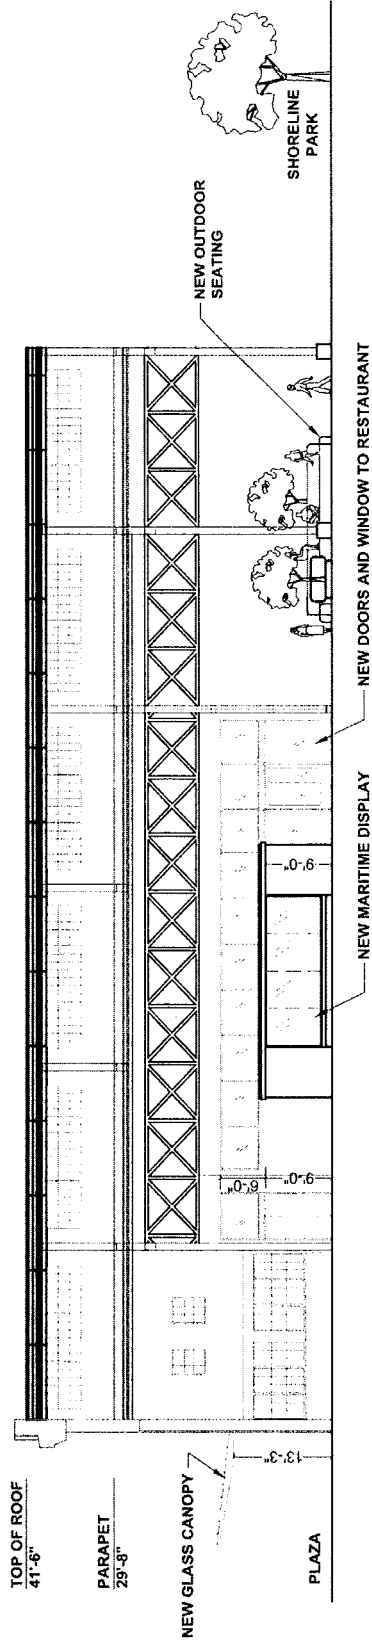 TOP OF ROOF
41'-6"
PARAPET
29'-8"
NEW GLASS CANOPY
13'-3"
PLAZA
6'-0"
9'-0"
NEW MARITIME DISPLAY
9'-0"
NEW DOORS AND WINDOW TO RESTAURANT
NEW OUTDOOR
SEATING
SHORELINE
PARK